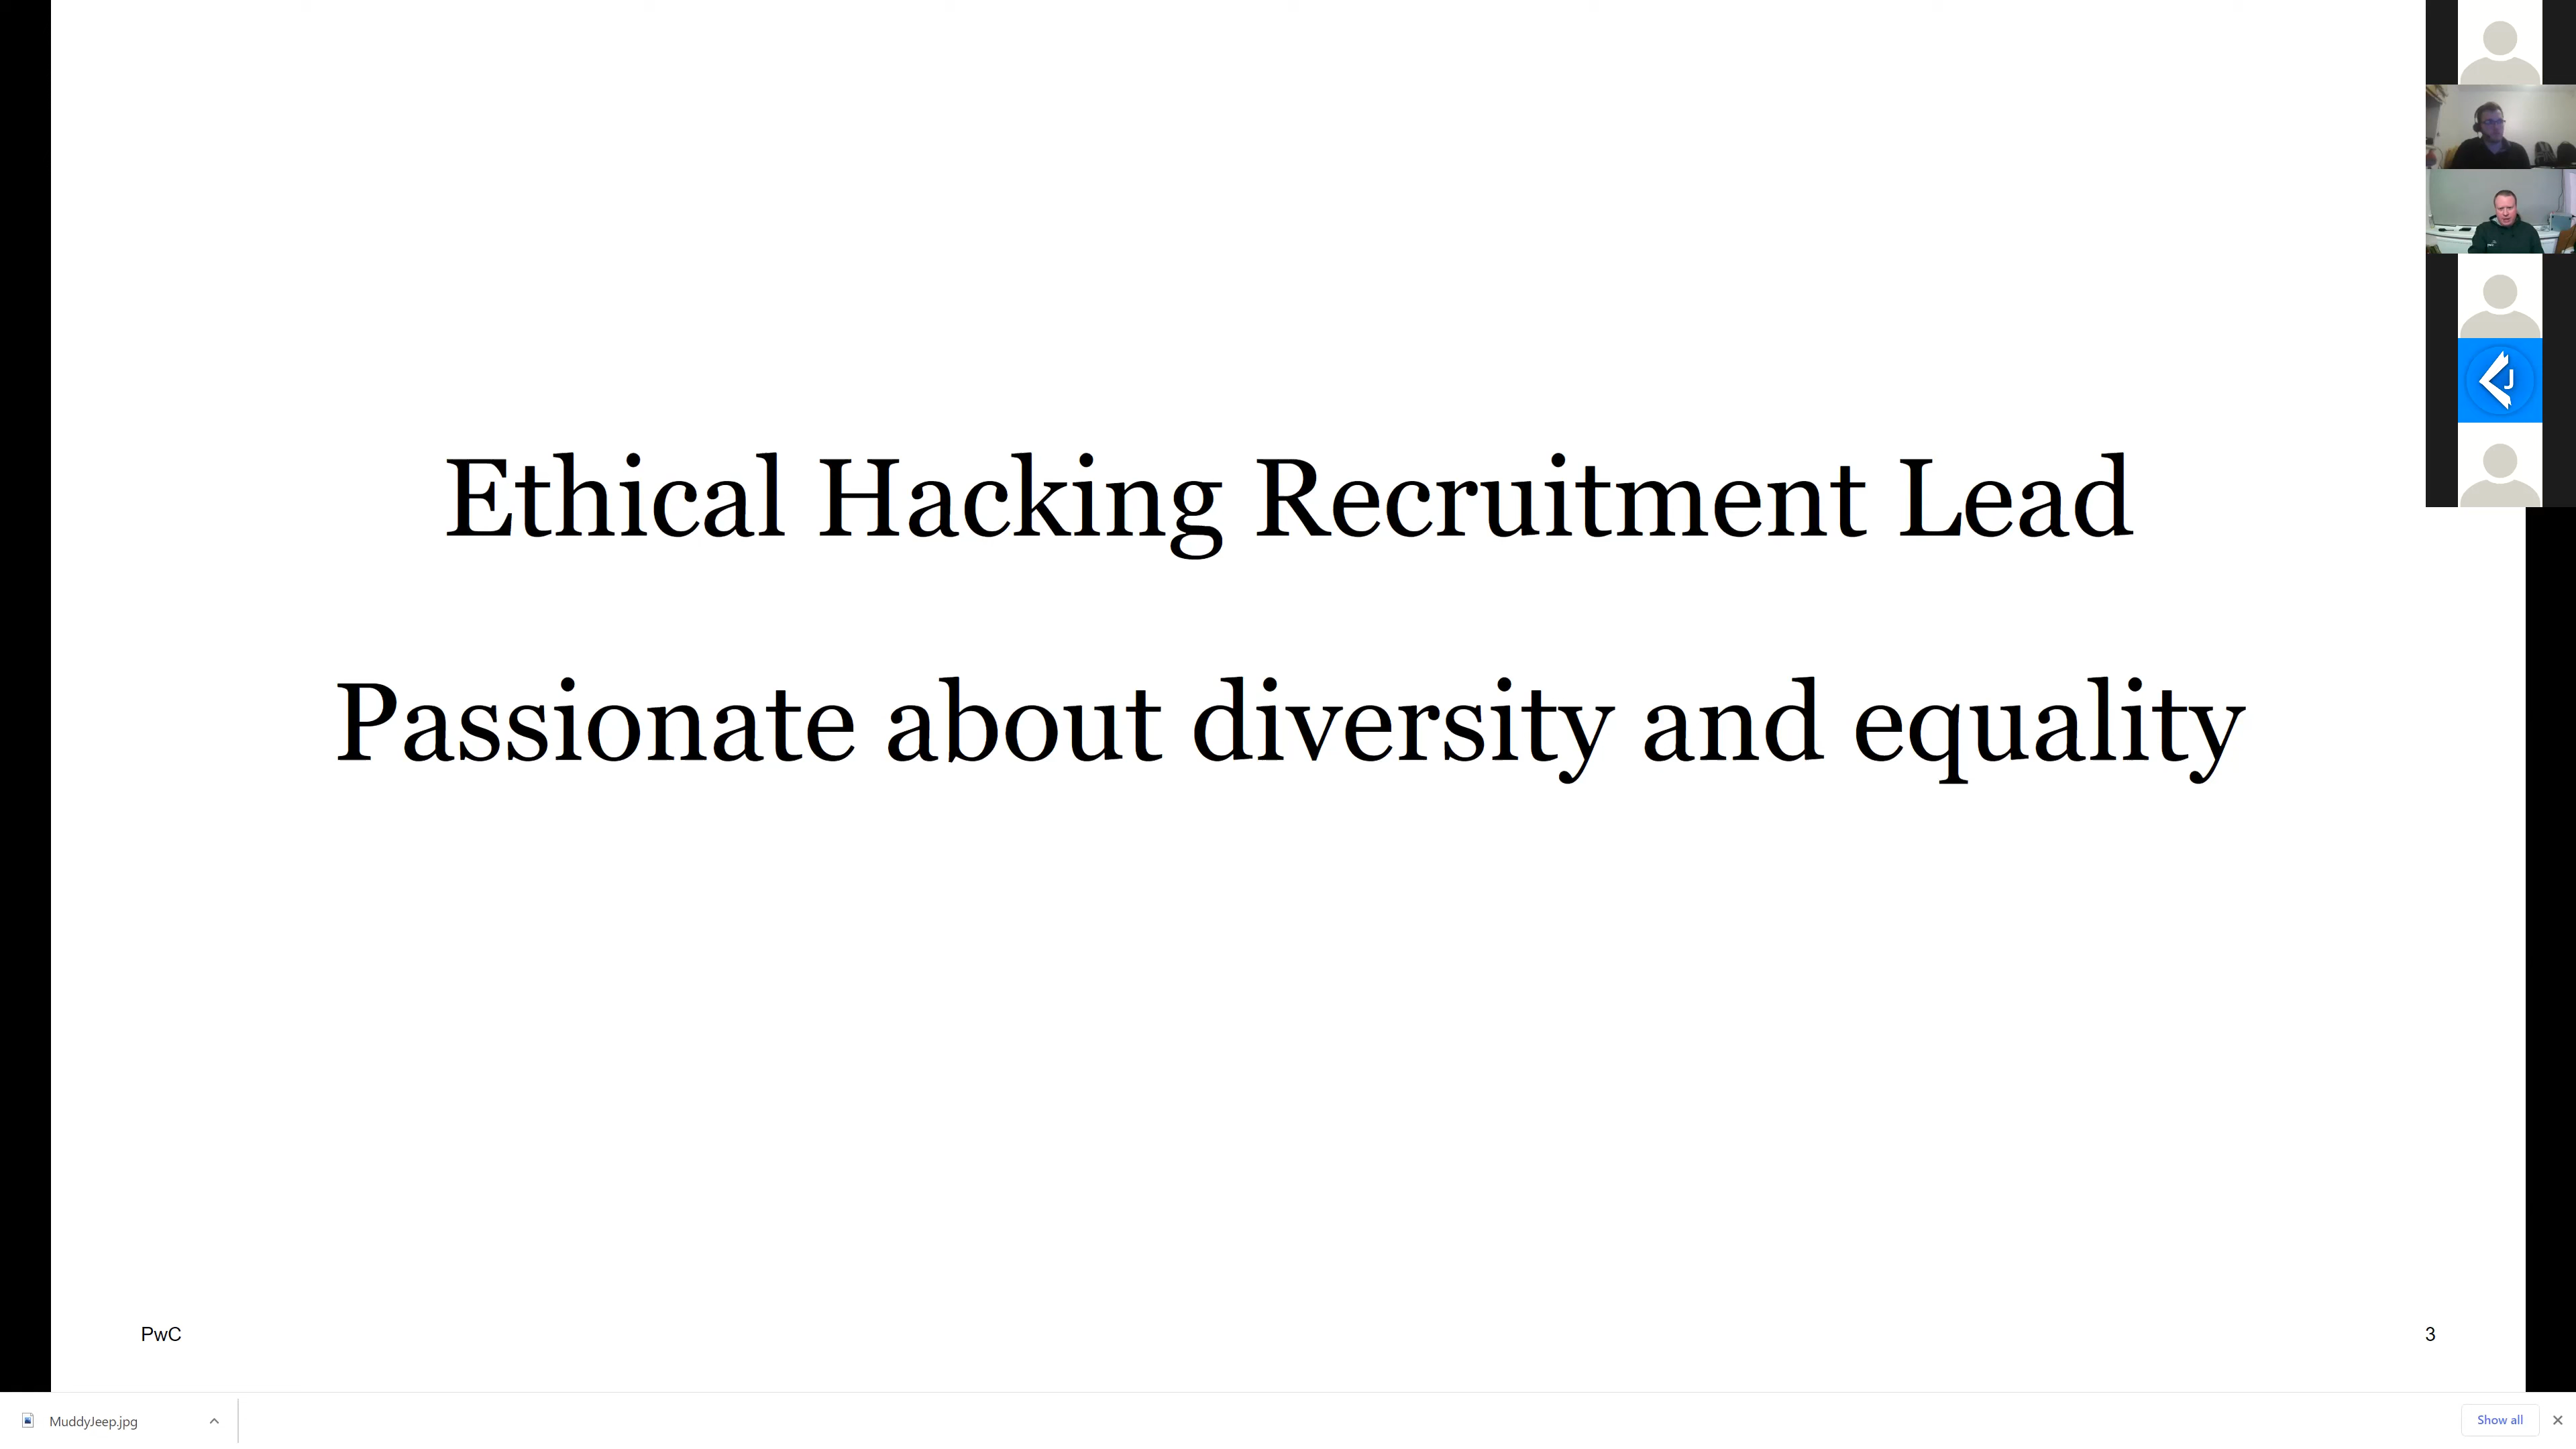 Ethical Hacking Recruitment Lead
Passionate about diversity and equality
J
PwC
3
MuddyJeep.jpg
Show all